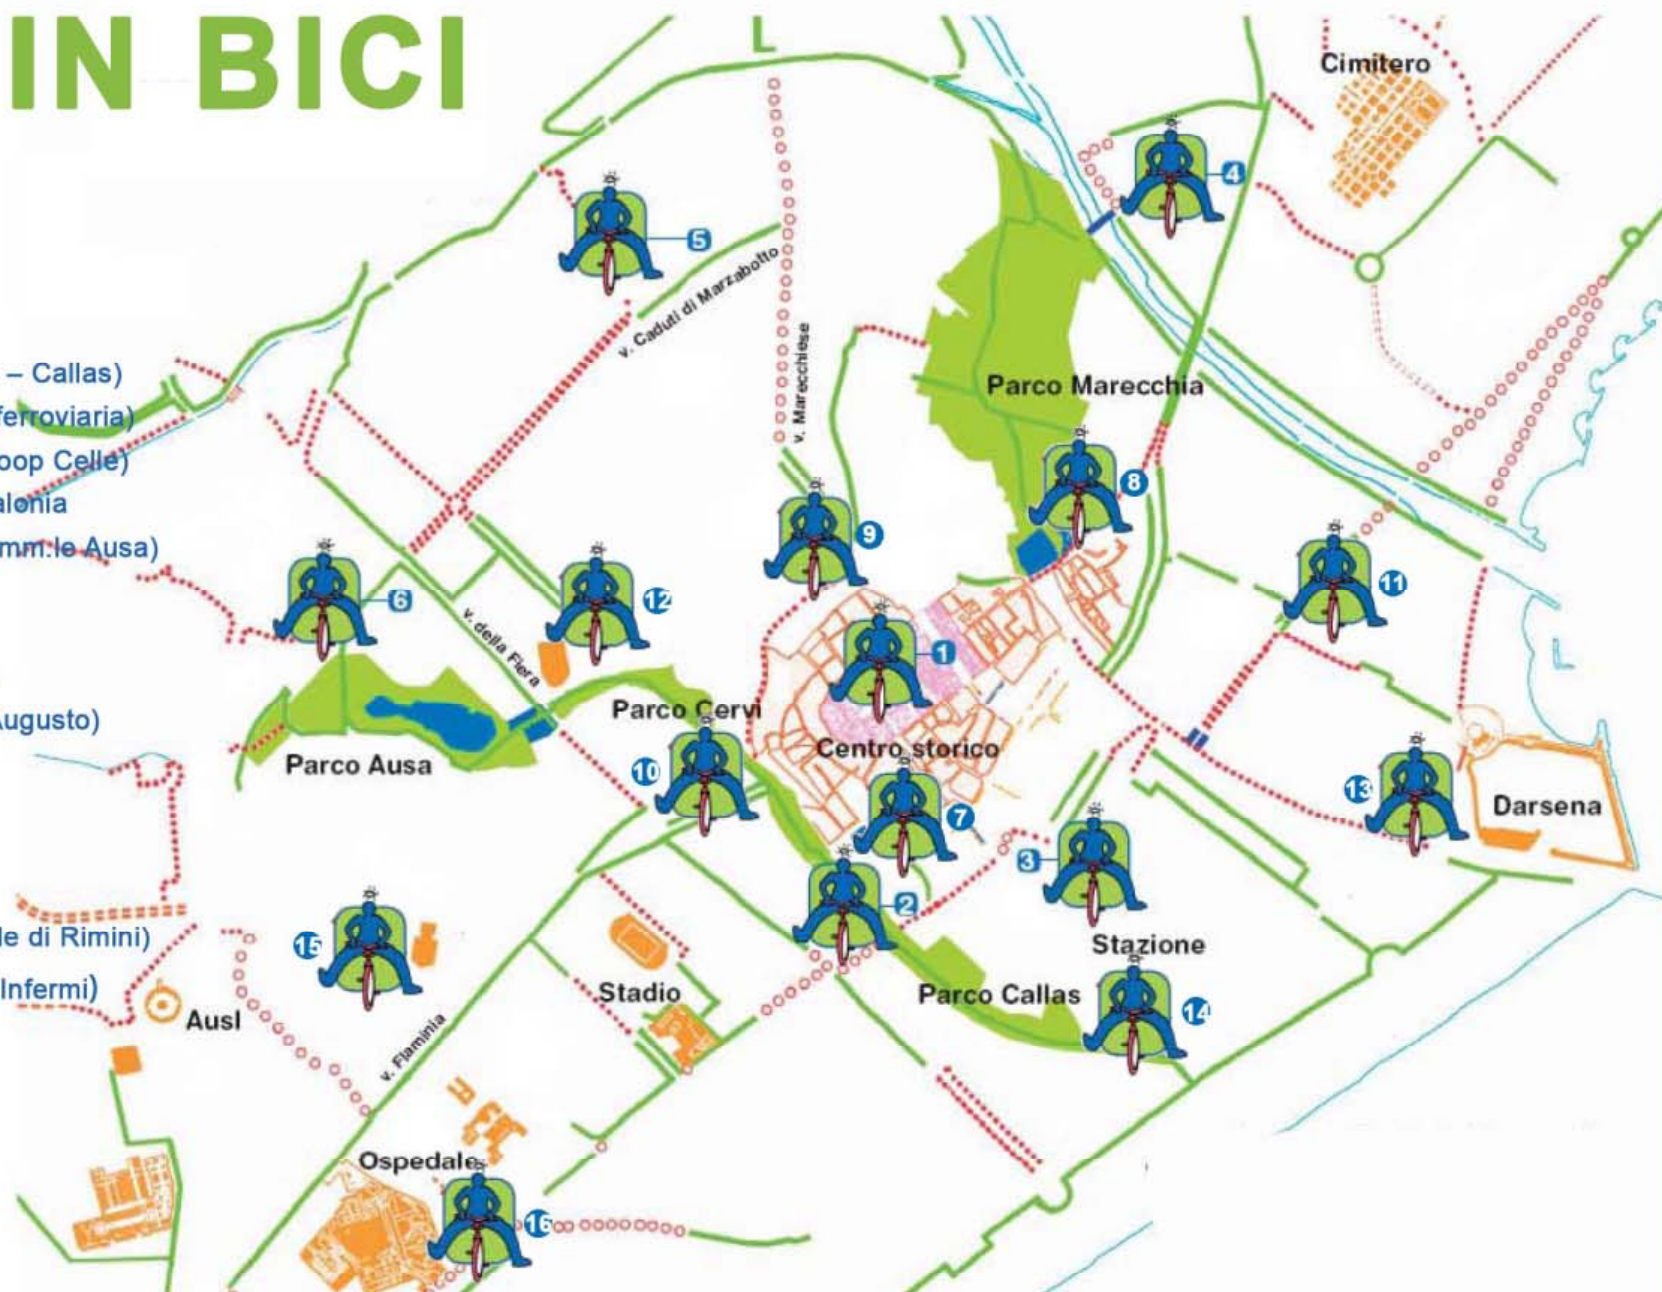 IN BICI
L
Cimitero
4
5
v. Caduti di Marzabotto
v. Marecchiese
– Callas)
Parco Marecchia
ferroviaria)
oop Celle)
8
alonia
9
mm:le Ausa)
11
6
12
v. della Fiera
1
L
Parco Cervi
Augusto)
Centro storico
Parco Ausa
10
13
Darsena
7
3
2
le di Rimini)
15
Stazione
Infermi)
Stadio
Parco Callas
14
Ausl
v. Flaminia
Ospedale
16